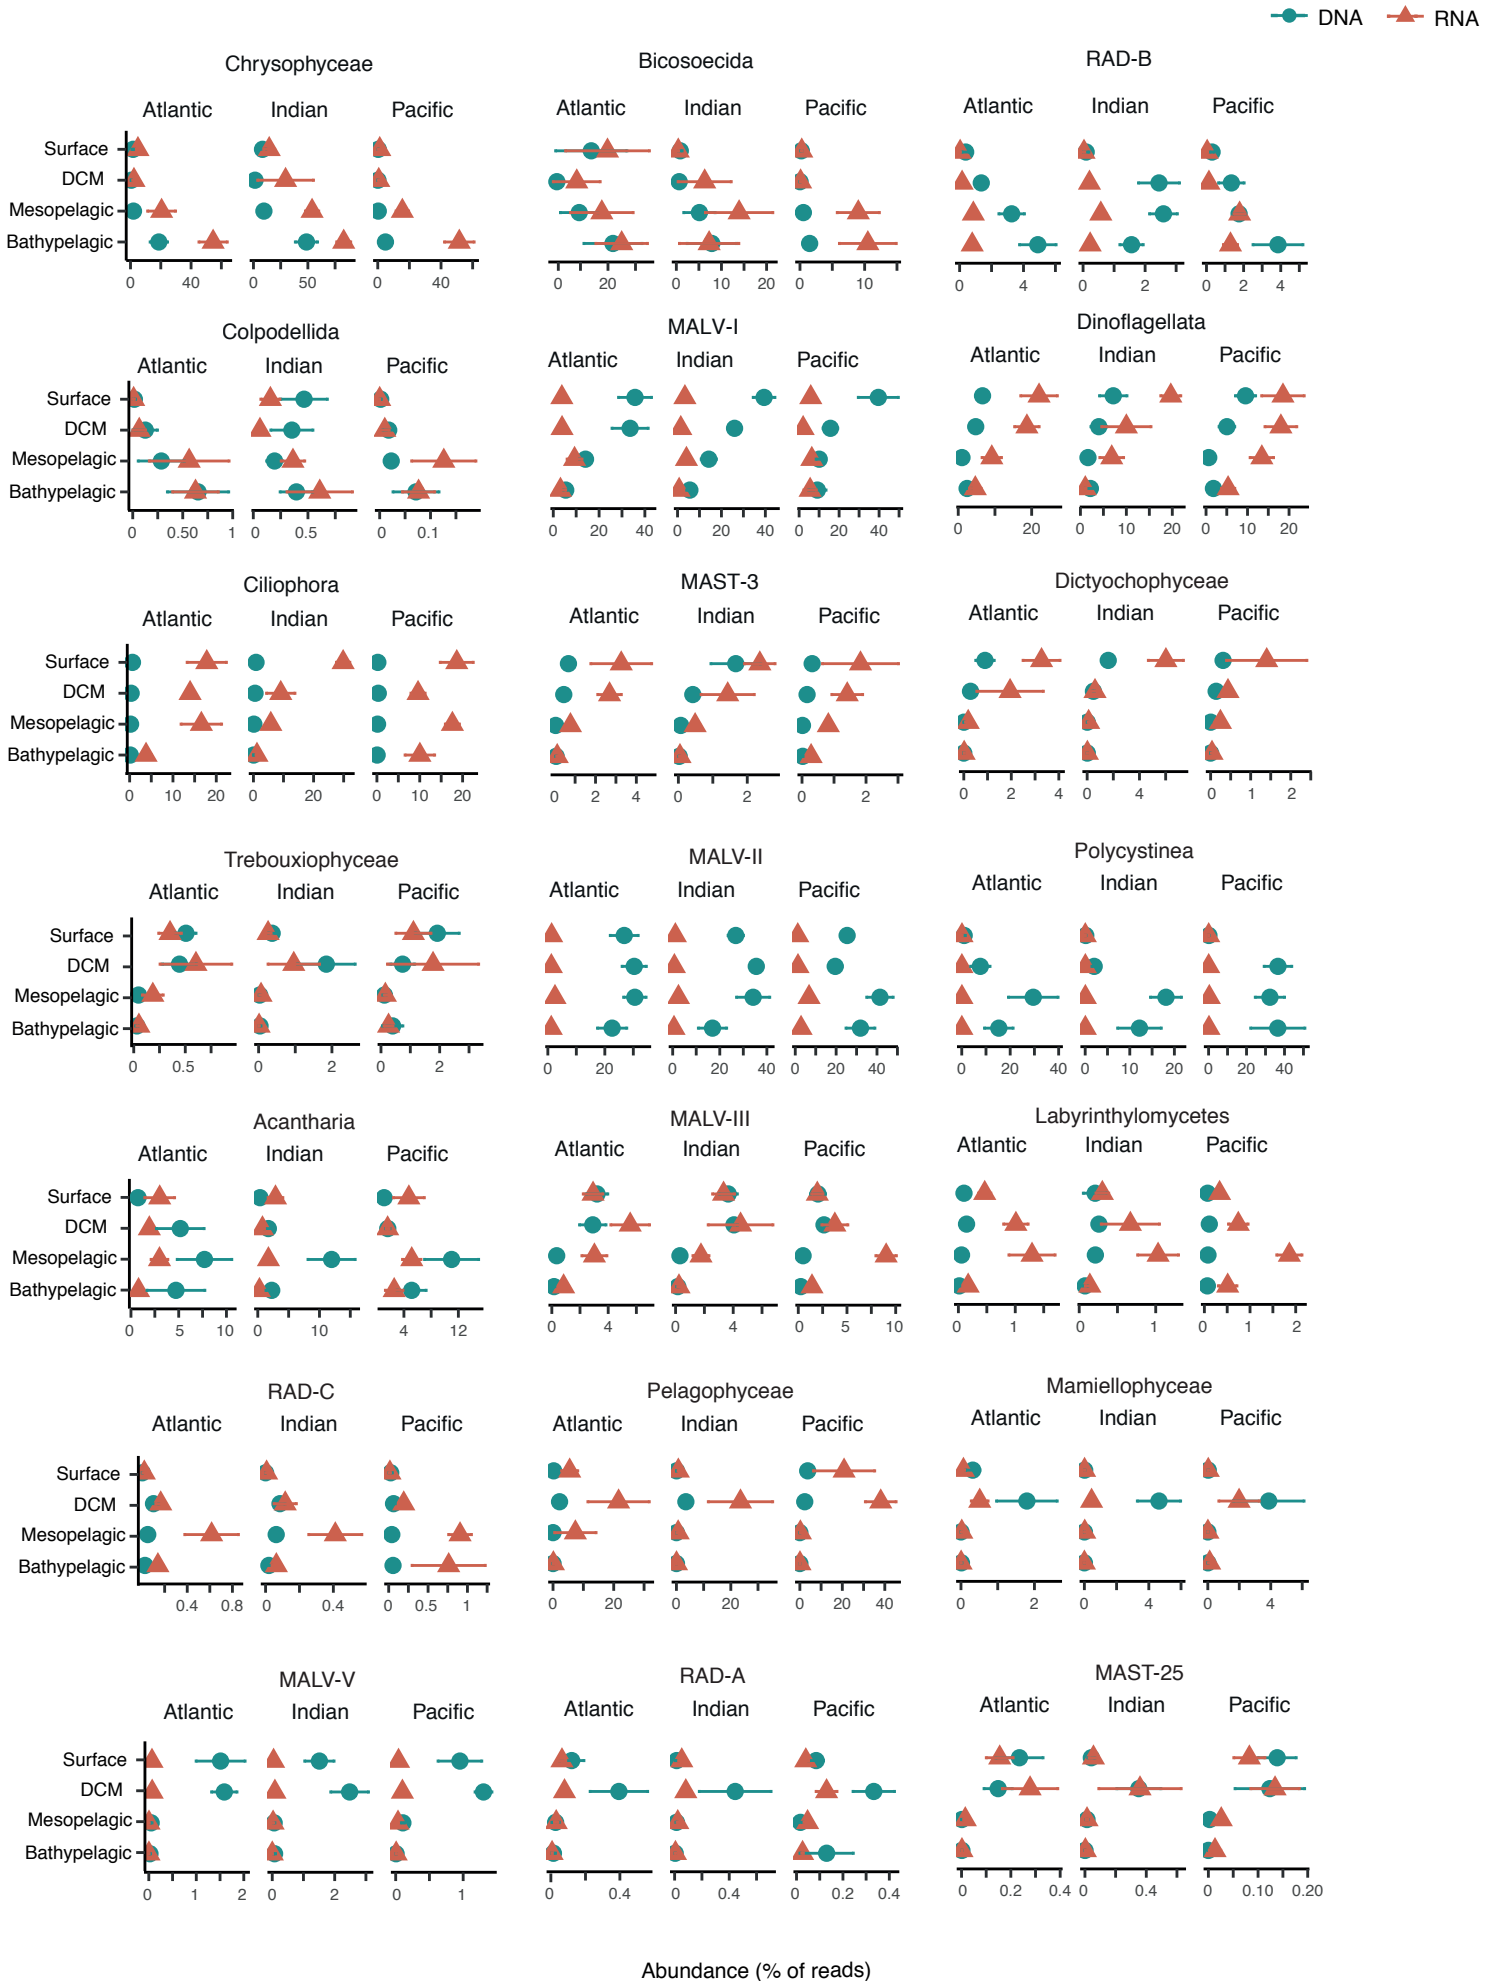 DNA RNA
Chrysophyceae Bicosoecida RAD-B
Atlantic Indian Pacific Atlantic Indian Pacific Atlantic Indian Pacific
Surface
DCM
Mesopelagic
Bathypelagic
0 40 0 50 0 40 0 20 0 10 20 0 10 0 4 0 2 0 2 4
Colpodellida MALV-I Dinoflagellata
Atlantic Indian Pacific Atlantic Indian Pacific Atlantic Indian Pacific
Surface
DCM
Mesopelagic
Bathypelagic
0 0.50 1 0 0.5 0 0.1 0 20 40 0 20 40 0 20 40 0 20 0 10 20 0 10 20
Ciliophora MAST-3 Dictyochophyceae
Atlantic Indian Pacific Atlantic Indian Pacific Atlantic Indian Pacific
Surface
DCM
Mesopelagic
Bathypelagic
0 10 20 0 20 0 10 20 0 2 4 0 2 0 2 0 2 4 0 4 0 1 2
Trebouxiophyceae MALV-II Polycystinea
Atlantic Indian Pacific Atlantic Indian Pacific Atlantic Indian Pacific
Surface
DCM
Mesopelagic
Bathypelagic
0 0.5 0 2 0 2 0 20 0 20 40 0 20 40 0 20 40 0 10 20 0 20 40
Acantharia MALV-III Labyrinthylomycetes
Atlantic Indian Pacific Atlantic Indian Pacific Atlantic Indian Pacific
Surface
DCM
Mesopelagic
Bathypelagic
0 5 10 0 10 4 12 0 4 0 4 0 5 10 0 1 0 1 0 1 2
RAD-C Pelagophyceae Mamiellophyceae
Atlantic Indian Pacific Atlantic Indian Pacific Atlantic Indian Pacific
Surface
DCM
Mesopelagic
Bathypelagic
0.4 0.8 0 0.4 0 0.5 1 0 20 0 20 0 20 40 0 2 0 4 0 4
MALV-V RAD-A MAST-25
Atlantic Indian Pacific Atlantic Indian Pacific Atlantic Indian Pacific
Surface
DCM
Mesopelagic
Bathypelagic
0 1 2 0 2 0 1 0 0.4 0 0.4 0 0.2 0.4 0 0.2 0.4 0 0.4 0 0.10 0.20
Abundance (% of reads)